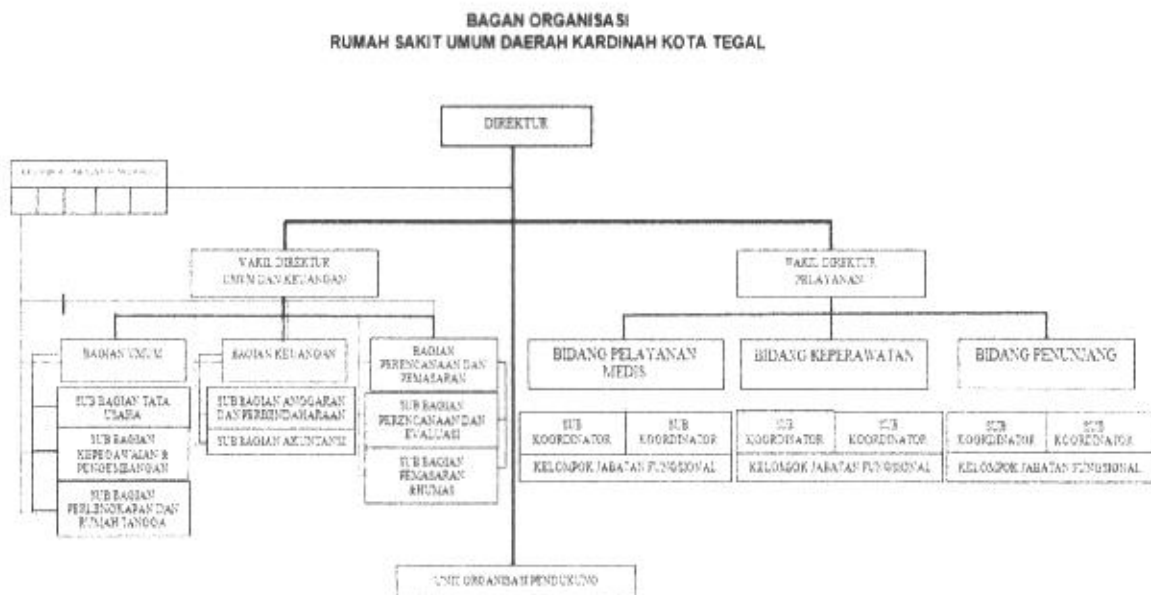 BAGAN ORGANISASI
RUMAH SAKIT UMUM DAERAH KARDINAH KOTA TEGAL
DIREKTUR
WAKIL DIREKTUR
UMUM DAN KEUANGAN
WAKIL DIREKTUR
PELAYANAN
BAGIAN UMUM
BAGIAN KEUANGAN
BAGIAN
PERENCANAAN DAN
PEMASARAN
BIDANG PELAYANAN
MEDIS
BIDANG KEPERAWATAN
BIDANG PENUNJANG
SUB BAGIAN TATA
USAHA
SUB BAGIAN
KEPEGAWAIAN &
PENGEMBANGAN
SUB BAGIAN
PERLENGKAPAN DAN
RUMAH TANGGA
SUB BAGIAN ANGGARAN
DAN PERBENDAHARAAN
SUB BAGIAN AKUNTANSI
SUB BAGIAN
PERENCANAAN DAN
EVALUASI
SUB BAGIAN
PEMASARAN
&HUMAS
SUB
KOORDINATOR
SUB
KOORDINATOR
KELOMPOK JABATAN FUNGSIONAL
SUB
KOORDINATOR
SUB
KOORDINATOR
KELOMPOK JABATAN FUNGSIONAL
SUB
KOORDINATOR
SUB
KOORDINATOR
KELOMPOK JABATAN FUNGSIONAL
UNIT ORGANISASI PENDUKUNG